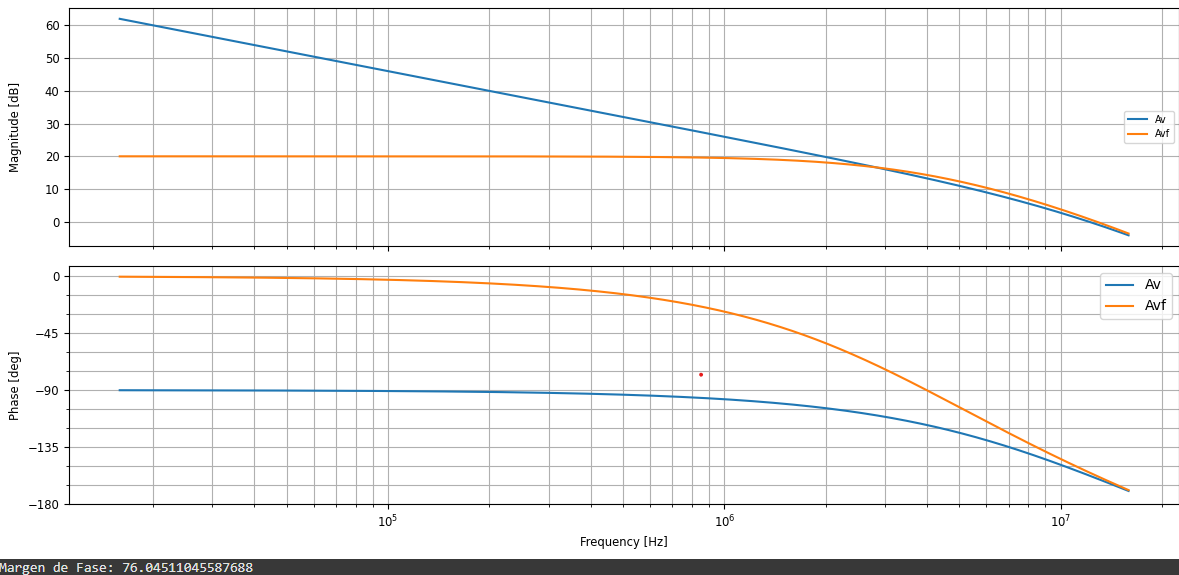 60
50
40
30
20
10
0
Magnitude [dB]
Av
Avf
0
−45
−90
−135
−180
Phase [deg]
Av
Avf
10^5
10^6
10^7
Frequency [Hz]
Margen de Fase: 76.04511045587688